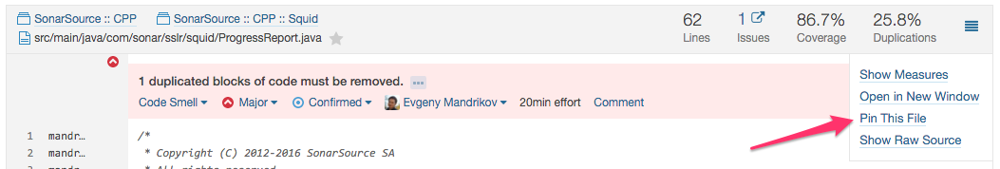 SonarSource :: CPP SonarSource :: CPP :: Squid
src/main/java/com/sonar/sslr/squid/ProgressReport.java
62 1 86.7% 25.8%
Lines Issues Coverage Duplications
1 duplicated blocks of code must be removed. ...
Show Measures
Code Smell Major Confirmed Evgeny Mandrikov 20min effort Comment
Open in New Window
Pin This File
1 mandr… /*
Show Raw Source
2 mandr… * Copyright (C) 2012-2016 SonarSource SA
3 mandr… * All rights reserved